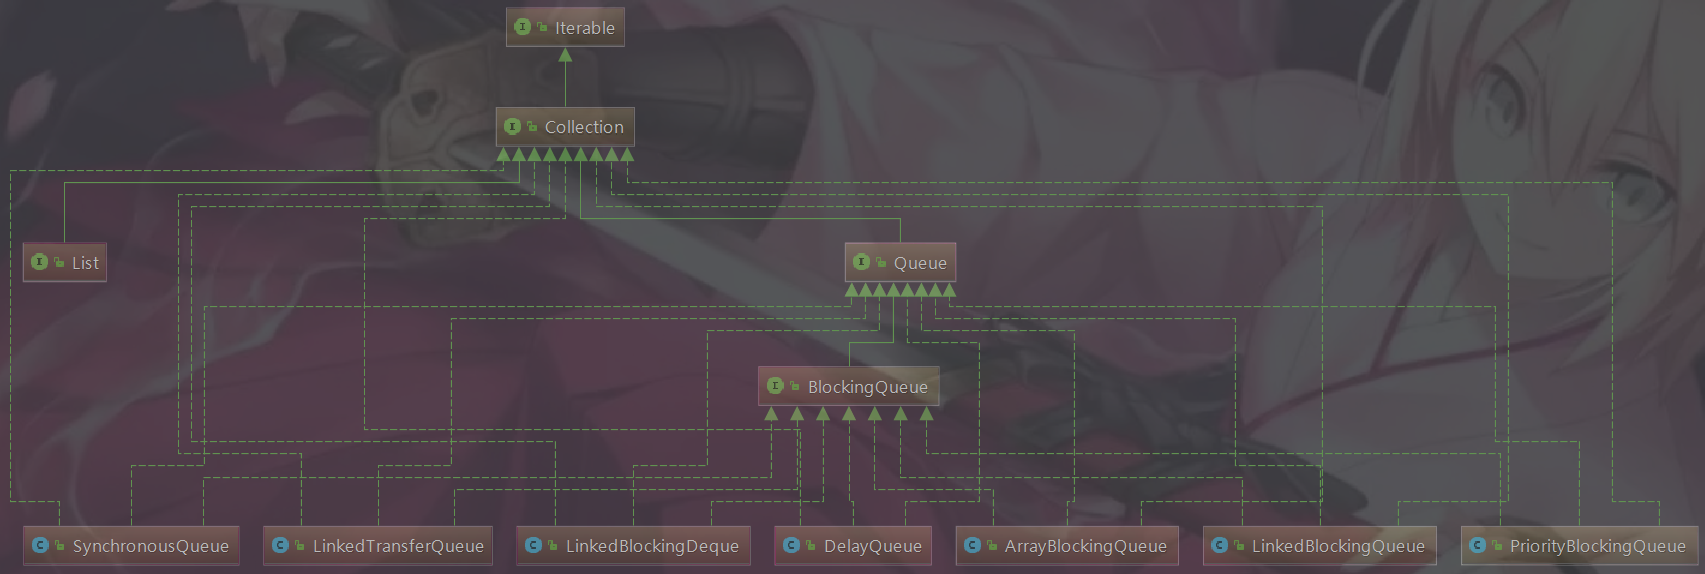 Iterable
Collection
List
Queue
BlockingQueue
SynchronousQueue
LinkedTransferQueue
LinkedBlockingDeque
DelayQueue
ArrayBlockingQueue
LinkedBlockingQueue
PriorityBlockingQueue